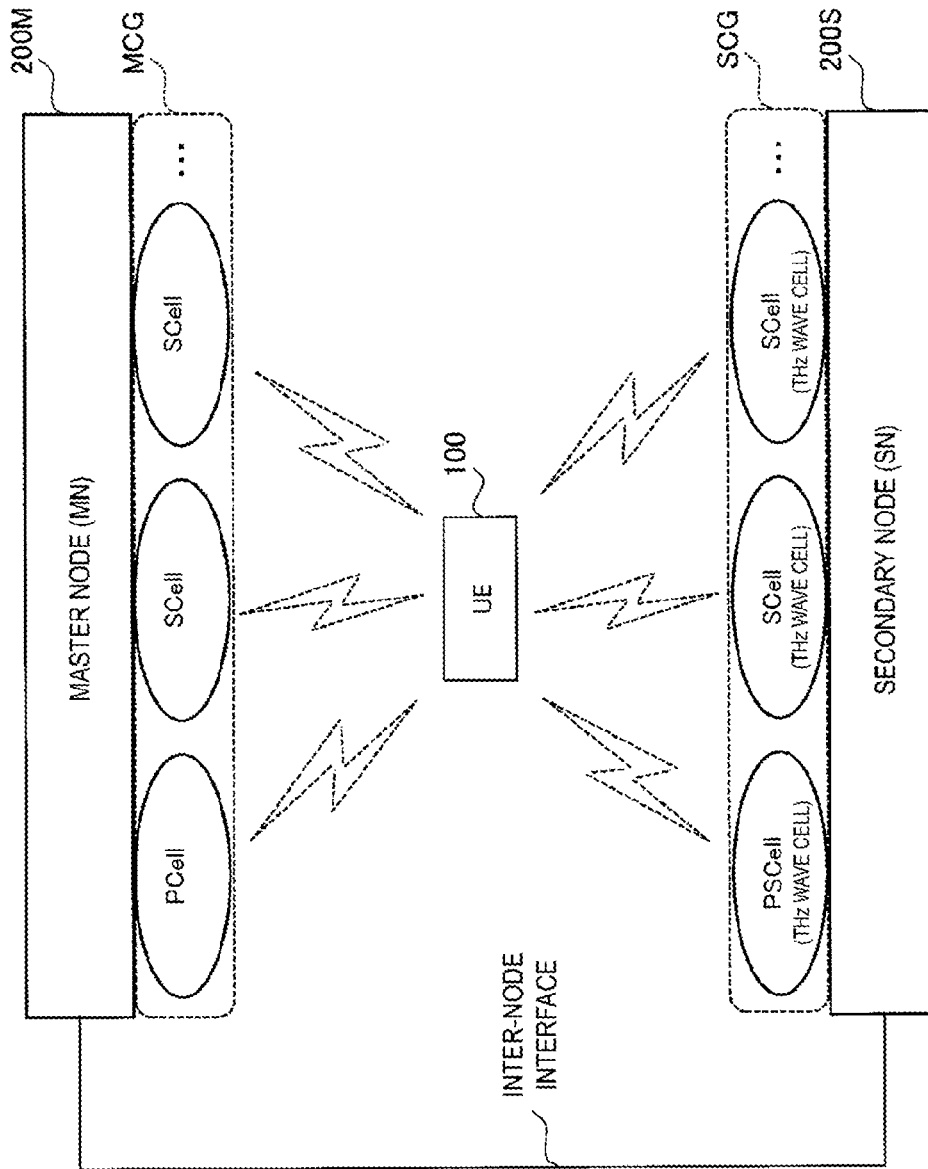 200M
MASTER NODE (MN)
MCG
PCell
SCell
SCell
...
100
UE
INTER-NODE
INTERFACE
PSCell
(THz WAVE CELL)
SCell
(THz WAVE CELL)
SCell
(THz WAVE CELL)
...
SCG
SECONDARY NODE (SN)
200S